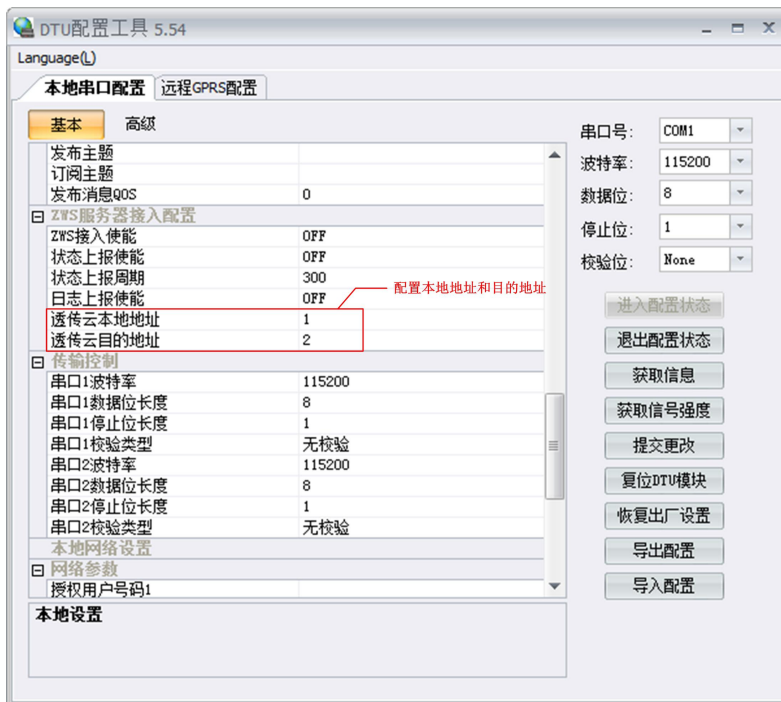 DTU配置工具 5.54
Language(L)
本地串口配置 远程GPRS配置
基本 高级
发布主题
订阅主题
发布消息QOS 0
ZWS服务器接入配置
ZWS接入使能 OFF
状态上报使能 OFF
状态上报周期 300
日志上报使能 OFF
透传云本地地址 1
透传云目的地址 2
配置本地地址和目的地址
传输控制
串口1波特率 115200
串口1数据位长度 8
串口1停止位长度 1
串口1校验类型 无校验
串口2波特率 115200
串口2数据位长度 8
串口2停止位长度 1
串口2校验类型 无校验
本地网络设置
网络参数
授权用户号码1
本地设置
串口号: COM1
波特率: 115200
数据位: 8
停止位: 1
校验位: None
进入配置状态
退出配置状态
获取信息
获取信号强度
提交更改
复位DTU模块
恢复出厂设置
导出配置
导入配置